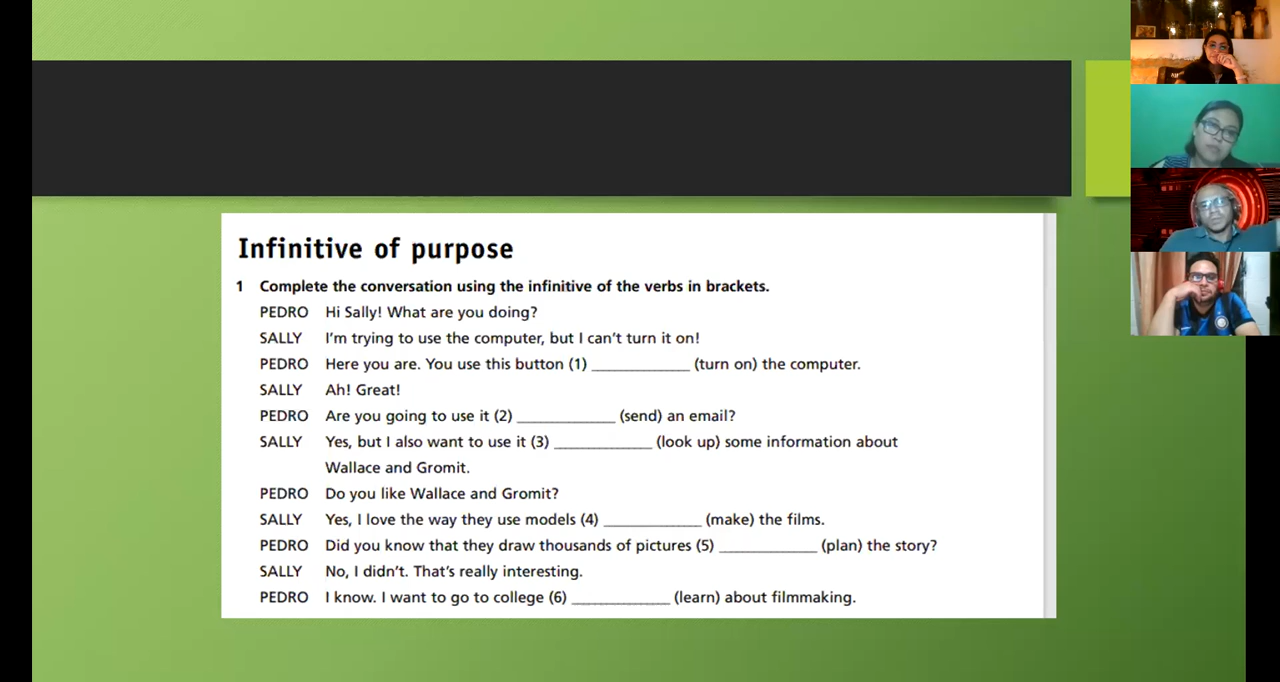 Infinitive of purpose
1 Complete the conversation using the infinitive of the verbs in brackets.
PEDRO Hi Sally! What are you doing?
SALLY I'm trying to use the computer, but I can't turn it on!
PEDRO Here you are. You use this button (1) ____________ (turn on) the computer.
SALLY Ah! Great!
PEDRO Are you going to use it (2) ____________ (send) an email?
SALLY Yes, but I also want to use it (3) ____________ (look up) some information about
Wallace and Gromit.
PEDRO Do you like Wallace and Gromit?
SALLY Yes, I love the way they use models (4) ____________ (make) the films.
PEDRO Did you know that they draw thousands of pictures (5) ____________ (plan) the story?
SALLY No, I didn't. That's really interesting.
PEDRO I know. I want to go to college (6) ____________ (learn) about filmmaking.